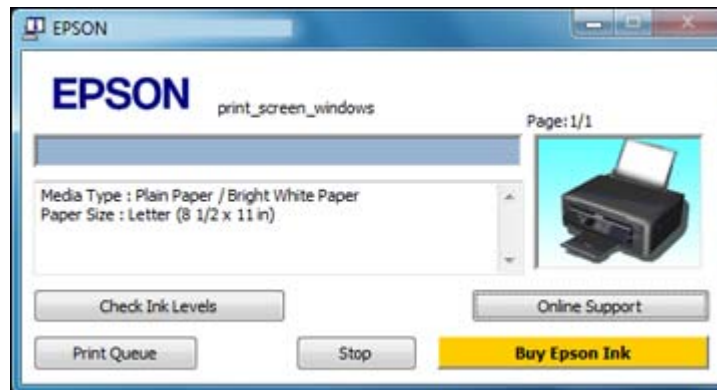 EPSON
EPSON
print_screen_windows
Page: 1/1
Media Type : Plain Paper / Bright White Paper
Paper Size : Letter (8 1/2 x 11 in)
Check Ink Levels
Online Support
Print Queue
Stop
Buy Epson Ink